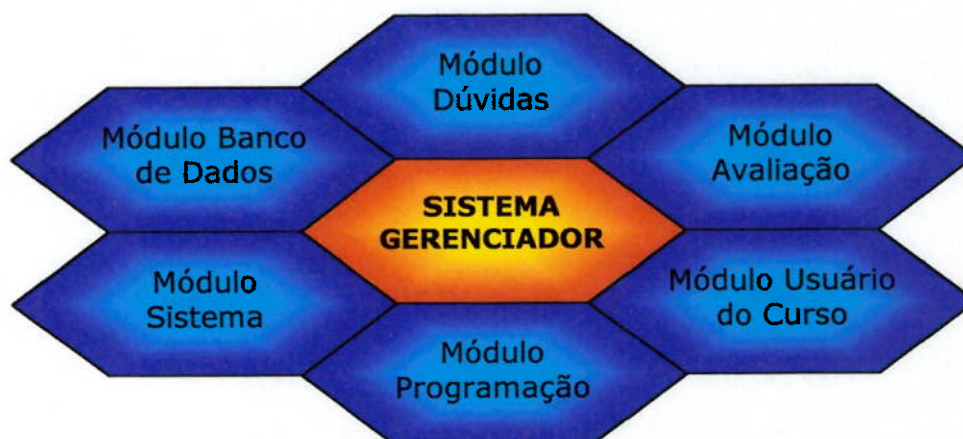 Módulo
Dúvidas
Módulo Banco
de Dados
Módulo
Avaliação
SISTEMA
GERENCIADOR
Módulo
Sistema
Módulo Usuário
do Curso
Módulo
Programação